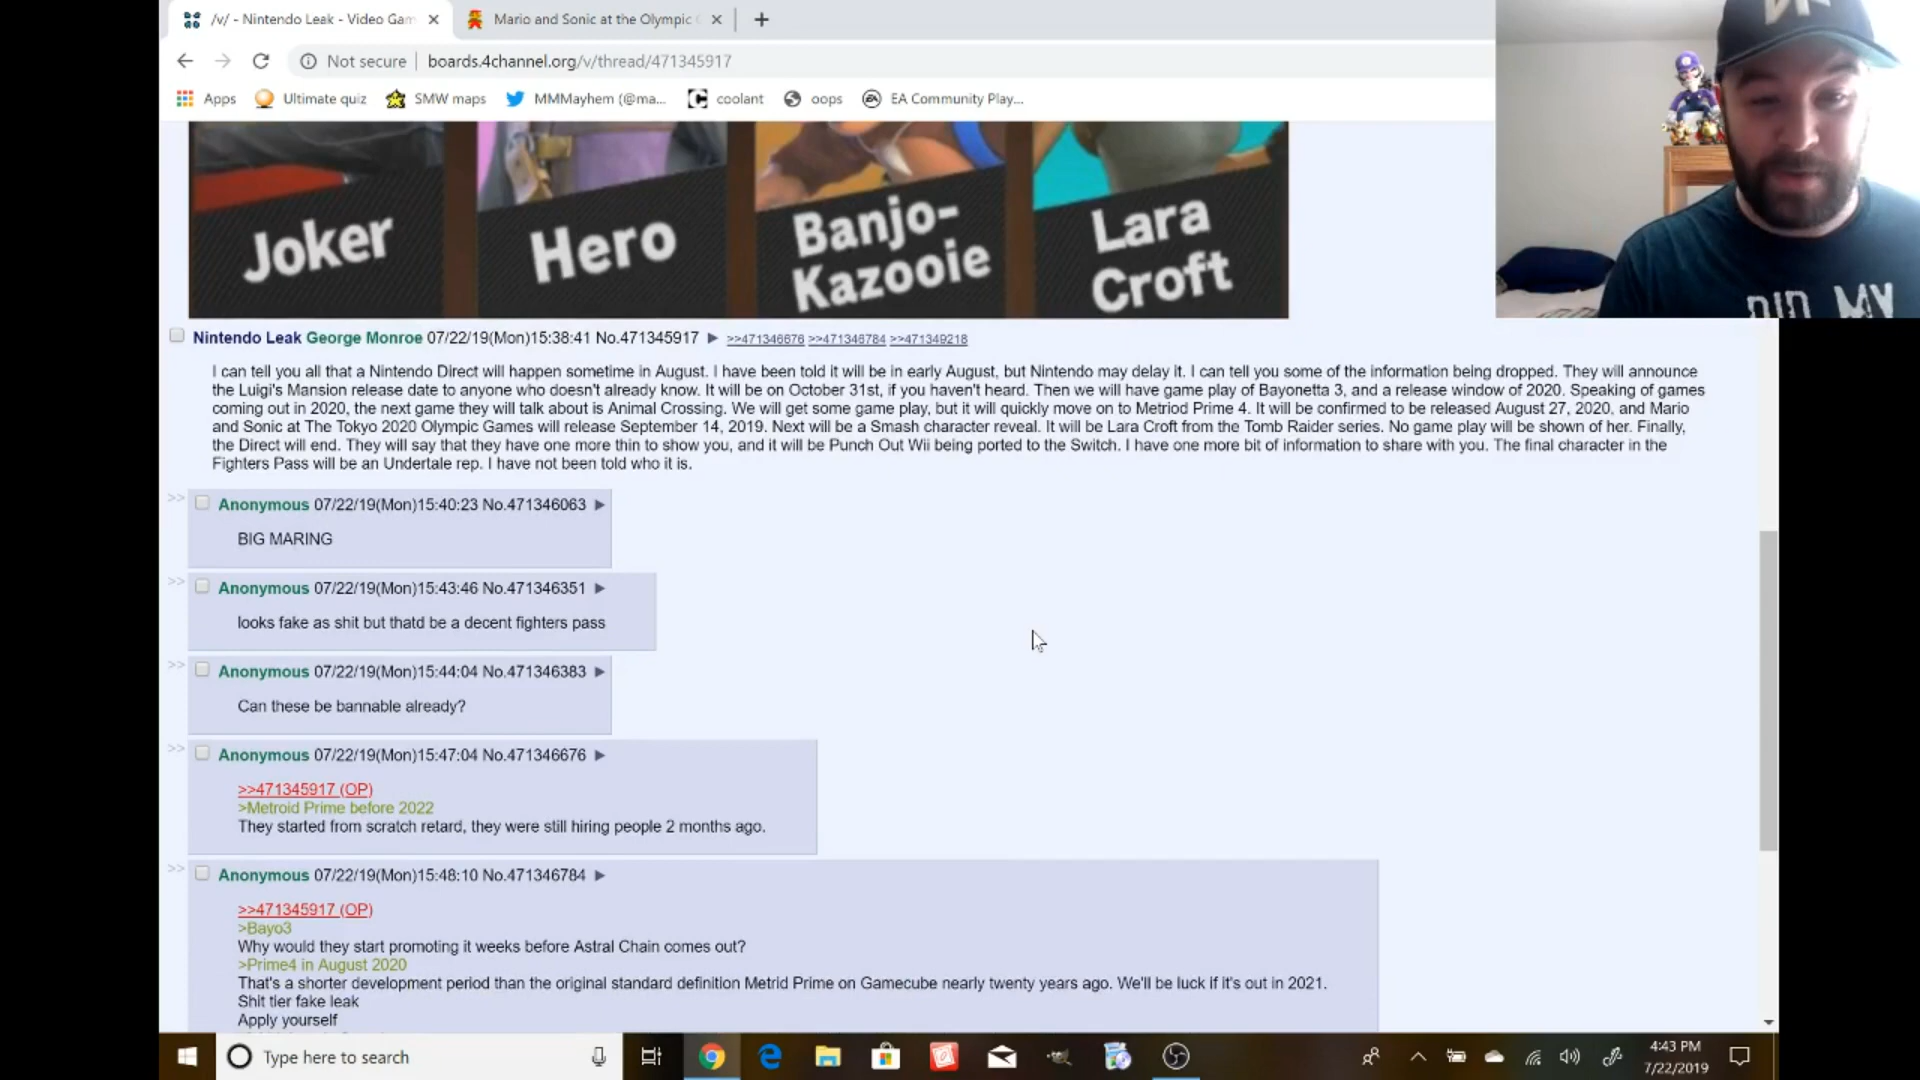 /v/ - Nintendo Leak - Video Gam
Mario and Sonic at the Olympic G
Not secure
boards.4channel.org/v/thread/471345917
Apps
Ultimate quiz
SMW maps
MMMayhem (@ma...
coolant
oops
EA Community Play...
Joker
Hero
Banjo-
Kazooie
Lara
Croft
DID MY
Nintendo Leak George Monroe 07/22/19(Mon)15:38:41 No.471345917 ▶ >>471346676 >>471346784 >>471349218
I can tell you all that a Nintendo Direct will happen sometime in August. I have been told it will be in early August, but Nintendo may delay it. I can tell you some of the information being dropped. They will announce
the Luigi's Mansion release date to anyone who doesn't already know. It will be on October 31st, if you haven't heard. Then we will have game play of Bayonetta 3, and a release window of 2020. Speaking of games
coming out in 2020, the next game they will talk about is Animal Crossing. We will get some game play, but it will quickly move on to Metriod Prime 4. It will be confirmed to be released August 27, 2020, and Mario
and Sonic at The Tokyo 2020 Olympic Games will release September 14, 2019. Next will be a Smash character reveal. It will be Lara Croft from the Tomb Raider series. No game play will be shown of her. Finally,
the Direct will end. They will say that they have one more thin to show you, and it will be Punch Out Wii being ported to the Switch. I have one more bit of information to share with you. The final character in the
Fighters Pass will be an Undertale rep. I have not been told who it is.
>> Anonymous 07/22/19(Mon)15:40:23 No.471346063 ▶
BIG MARING
>> Anonymous 07/22/19(Mon)15:43:46 No.471346351 ▶
looks fake as shit but thatd be a decent fighters pass
>> Anonymous 07/22/19(Mon)15:44:04 No.471346383 ▶
Can these be bannable already?
>> Anonymous 07/22/19(Mon)15:47:04 No.471346676 ▶
>>471345917 (OP)
>Metroid Prime before 2022
They started from scratch retard, they were still hiring people 2 months ago.
>> Anonymous 07/22/19(Mon)15:48:10 No.471346784 ▶
>>471345917 (OP)
>Bayo3
Why would they start promoting it weeks before Astral Chain comes out?
>Prime4 in August 2020
That's a shorter development period than the original standard definition Metrid Prime on Gamecube nearly twenty years ago. We'll be luck if it's out in 2021.
Shit tier fake leak
Apply yourself
Type here to search
4:43 PM
7/22/2019